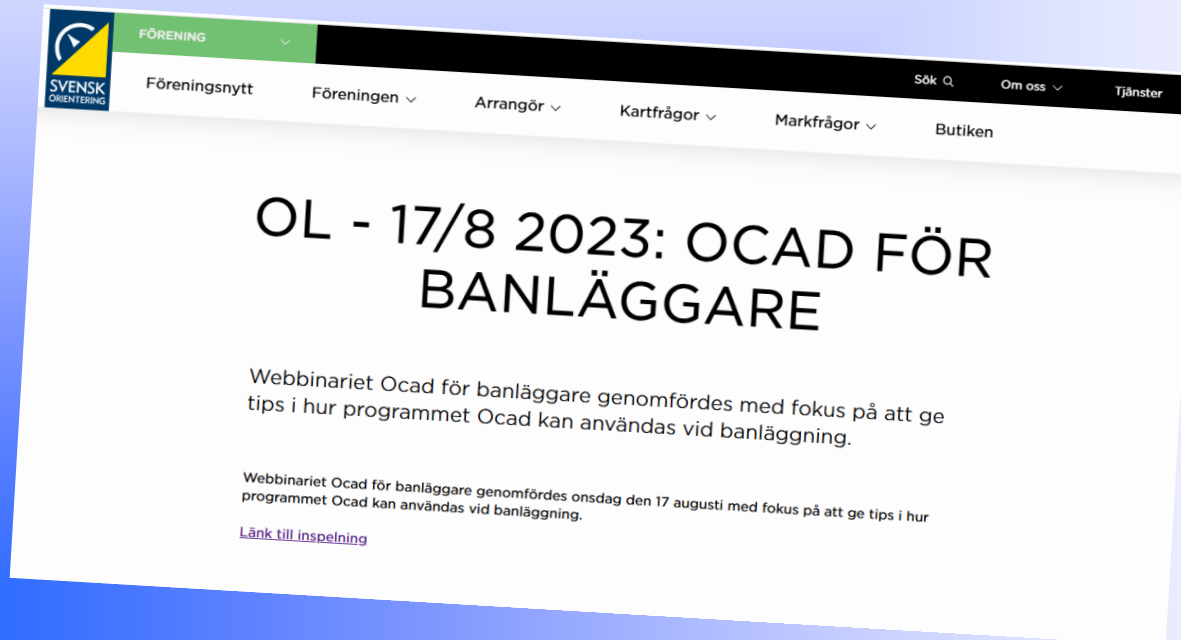 SVENSK
ORIENTERING
FÖRENING
Sök
Om oss
Tjänster
Föreningsnytt
Föreningen
Arrangör
Kartfrågor
Markfrågor
Butiken
OL - 17/8 2023: OCAD FÖR
BANLÄGGARE
Webbinariet Ocad för banläggare genomfördes med fokus på att ge
tips i hur programmet Ocad kan användas vid banläggning.
Webbinariet Ocad för banläggare genomfördes onsdag den 17 augusti med fokus på att ge tips i hur
programmet Ocad kan användas vid banläggning.
Länk till inspelning